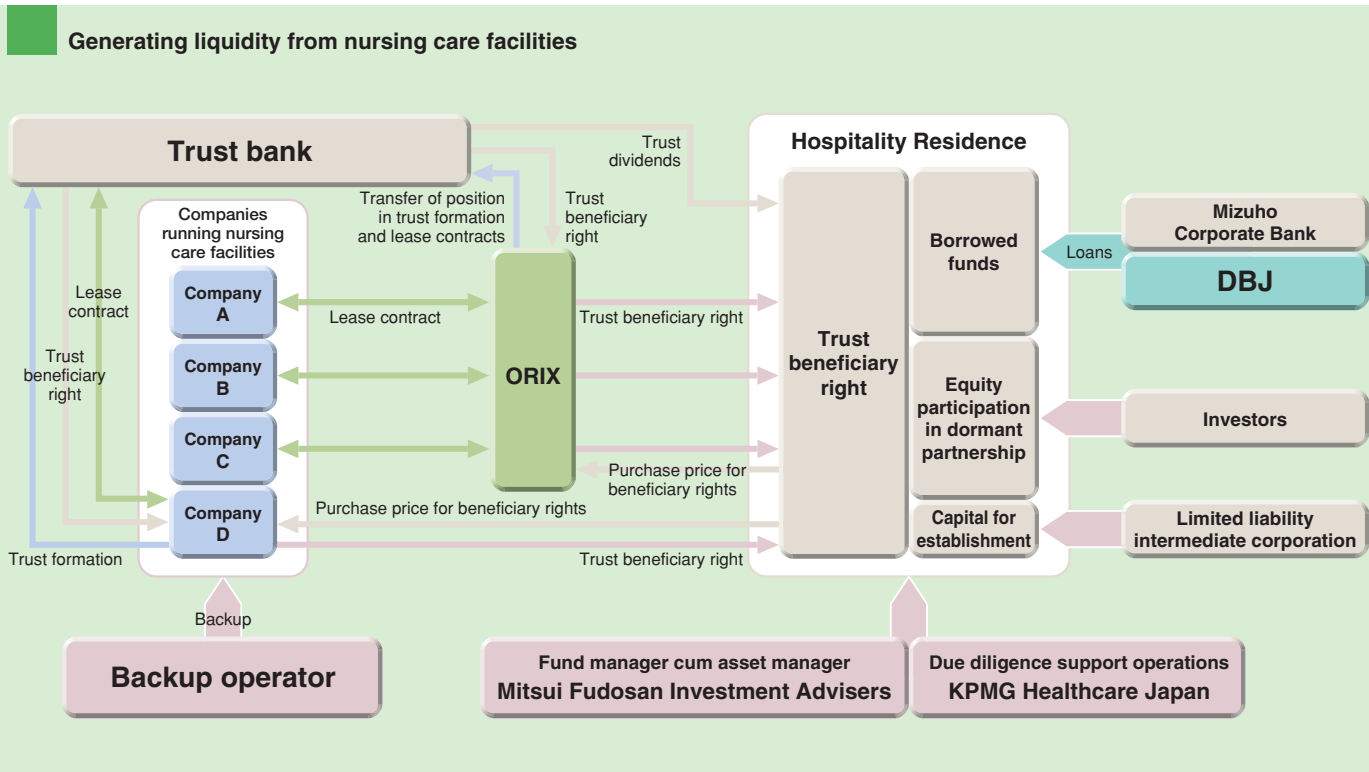 Generating liquidity from nursing care facilities
Trust bank
Trust
dividends
Hospitality Residence
Companies
running nursing
care facilities
Transfer of position
in trust formation
and lease contracts
Trust
beneficiary
right
Lease
contract
Trust
beneficiary
right
Company
A
Company
B
Company
C
Company
D
Lease contract
ORIX
Trust beneficiary right
Purchase price for
beneficiary rights
Purchase price for beneficiary rights
Trust formation
Trust beneficiary right
Trust
beneficiary
right
Borrowed
funds
Equity
participation
in dormant
partnership
Capital for
establishment
Loans
Mizuho
Corporate Bank
DBJ
Investors
Limited liability
intermediate corporation
Backup
Backup operator
Fund manager cum asset manager
Mitsui Fudosan Investment Advisers
Due diligence support operations
KPMG Healthcare Japan